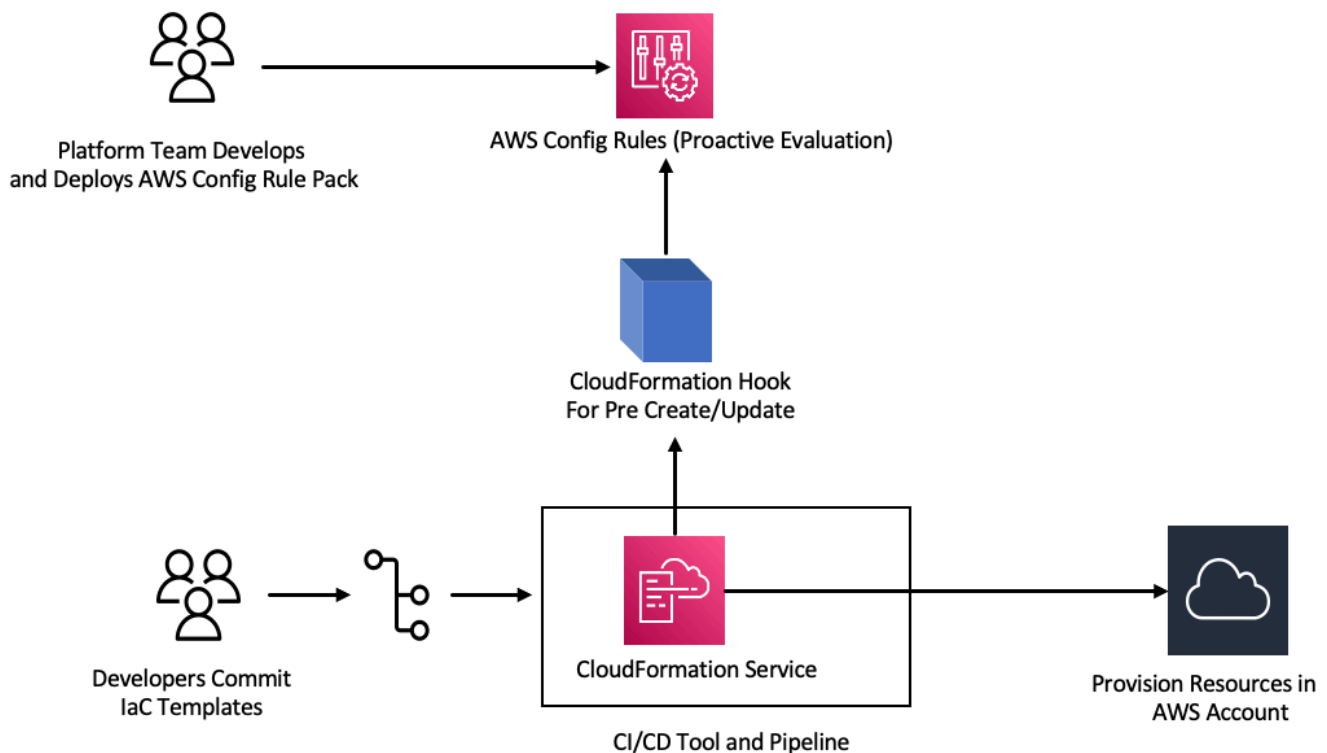 Platform Team Develops
and Deploys AWS Config Rule Pack
AWS Config Rules (Proactive Evaluation)
CloudFormation Hook
For Pre Create/Update
Developers Commit
IaC Templates
CloudFormation Service
CI/CD Tool and Pipeline
Provision Resources in
AWS Account